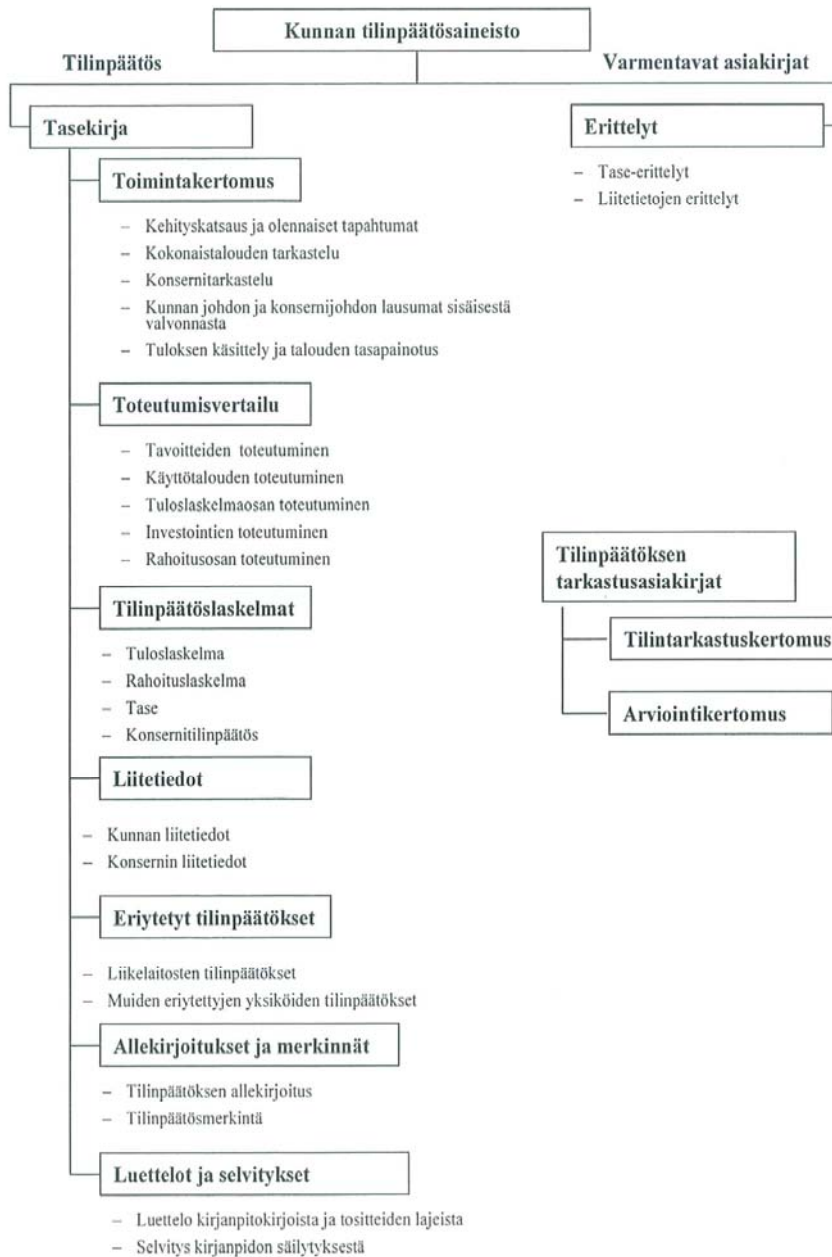 Kunnan tilinpäätösaineisto
Tilinpäätös
Varmentavat asiakirjat
Tasekirja
Toimintakertomus
– Kehityskatsaus ja olennaiset tapahtumat
– Kokonaistalouden tarkastelu
– Konsernitarkastelu
– Kunnan johdon ja konsernijohdon lausumat sisäisestä
valvonnasta
– Tuloksen käsittely ja talouden tasapainotus
Toteutumisvertailu
– Tavoitteiden toteutuminen
– Käyttötalouden toteutuminen
– Tuloslaskelmaosan toteutuminen
– Investointien toteutuminen
– Rahoitusosan toteutuminen
Tilinpäätöslaskelmat
– Tuloslaskelma
– Rahoituslaskelma
– Tase
– Konsernitilinpäätös
Liitetiedot
– Kunnan liitetiedot
– Konsernin liitetiedot
Eriytetyt tilinpäätökset
– Liikelaitosten tilinpäätökset
– Muiden eriytettyjen yksiköiden tilinpäätökset
Allekirjoitukset ja merkinnät
– Tilinpäätöksen allekirjoitus
– Tilinpäätösmerkintä
Luettelot ja selvitykset
– Luettelo kirjanpitokirjoista ja tositteiden lajeista
– Selvitys kirjanpidon säilytyksestä
Erittelyt
– Tase-erittelyt
– Liitetietojen erittelyt
Tilinpäätöksen
tarkastusasiakirjat
Tilintarkastuskertomus
Arviointikertomus